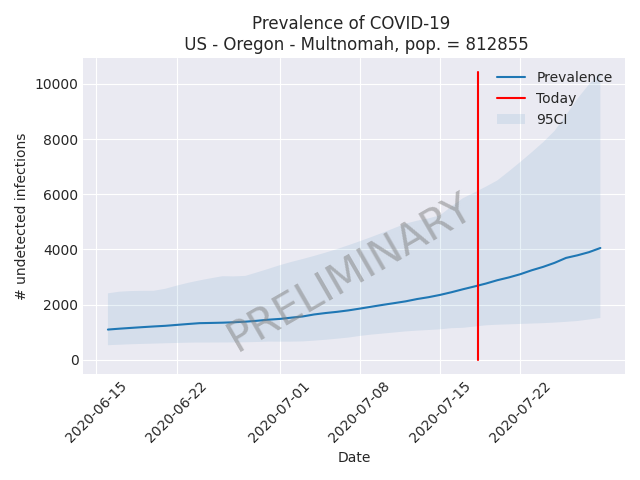 Prevalence of COVID-19
US - Oregon - Multnomah, pop. = 812855
10000
8000
6000
4000
2000
0
# undetected infections
Prevalence
Today
95CI
PRELIMINARY
2020-06-15
2020-06-22
2020-07-01
2020-07-08
2020-07-15
2020-07-22
Date